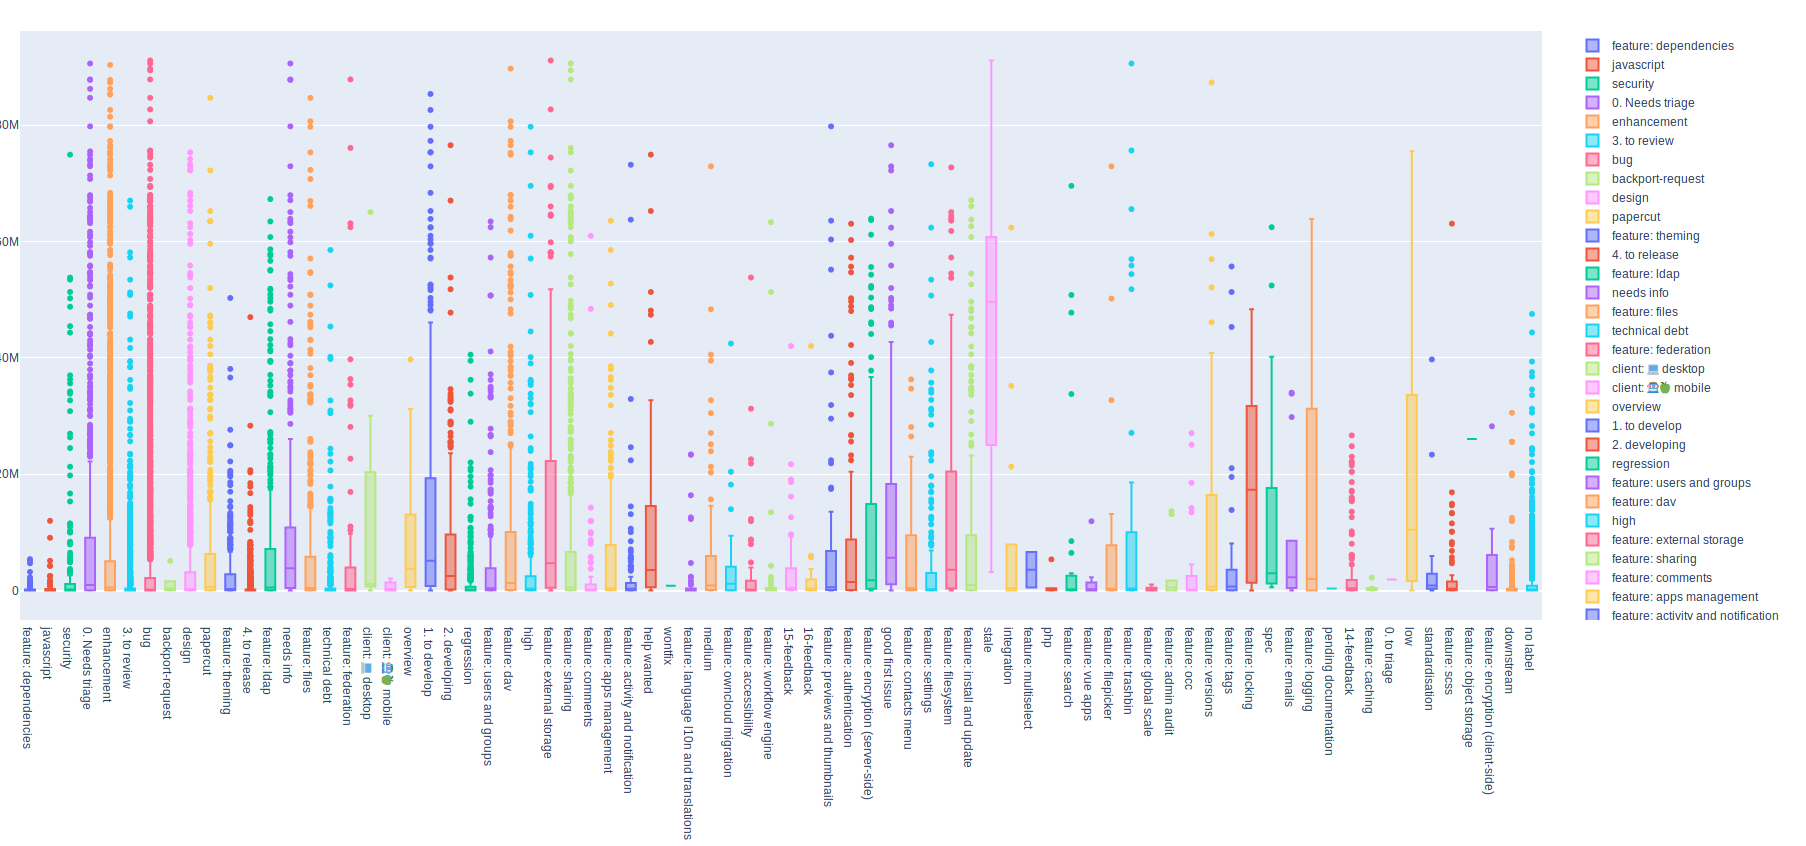 80M
60M
40M
20M
0
feature: dependencies
javascript
security
0. Needs triage
enhancement
3. to review
bug
backport-request
design
papercut
feature: theming
4. to release
feature: ldap
needs info
feature: files
technical debt
feature: federation
client: 💻 desktop
client: 🤖🍏 mobile
overview
1. to develop
2. developing
regression
feature: users and groups
feature: dav
high
feature: external storage
feature: sharing
feature: comments
feature: apps management
feature: activity and notification
help wanted
wontfix
feature: language l10n and translations
medium
feature: owncloud migration
feature: accessibility
feature: workflow engine
15-feedback
16-feedback
feature: previews and thumbnails
feature: authentication
feature: encryption (server-side)
good first issue
feature: contacts menu
feature: settings
feature: filesystem
feature: install and update
stale
integration
feature: multiselect
php
feature: search
feature: vue apps
feature: filepicker
feature: trashbin
feature: global scale
feature: admin audit
feature: occ
feature: versions
feature: tags
feature: locking
spec
feature: emails
feature: logging
pending documentation
14-feedback
feature: caching
0. to triage
low
standardisation
feature: scss
feature: object storage
feature: encryption (client-side)
downstream
no label
feature: dependencies
javascript
security
0. Needs triage
enhancement
3. to review
bug
backport-request
design
papercut
feature: theming
4. to release
feature: ldap
needs info
feature: files
technical debt
feature: federation
client: 💻 desktop
client: 🤖🍏 mobile
overview
1. to develop
2. developing
regression
feature: users and groups
feature: dav
high
feature: external storage
feature: sharing
feature: comments
feature: apps management
feature: activity and notification